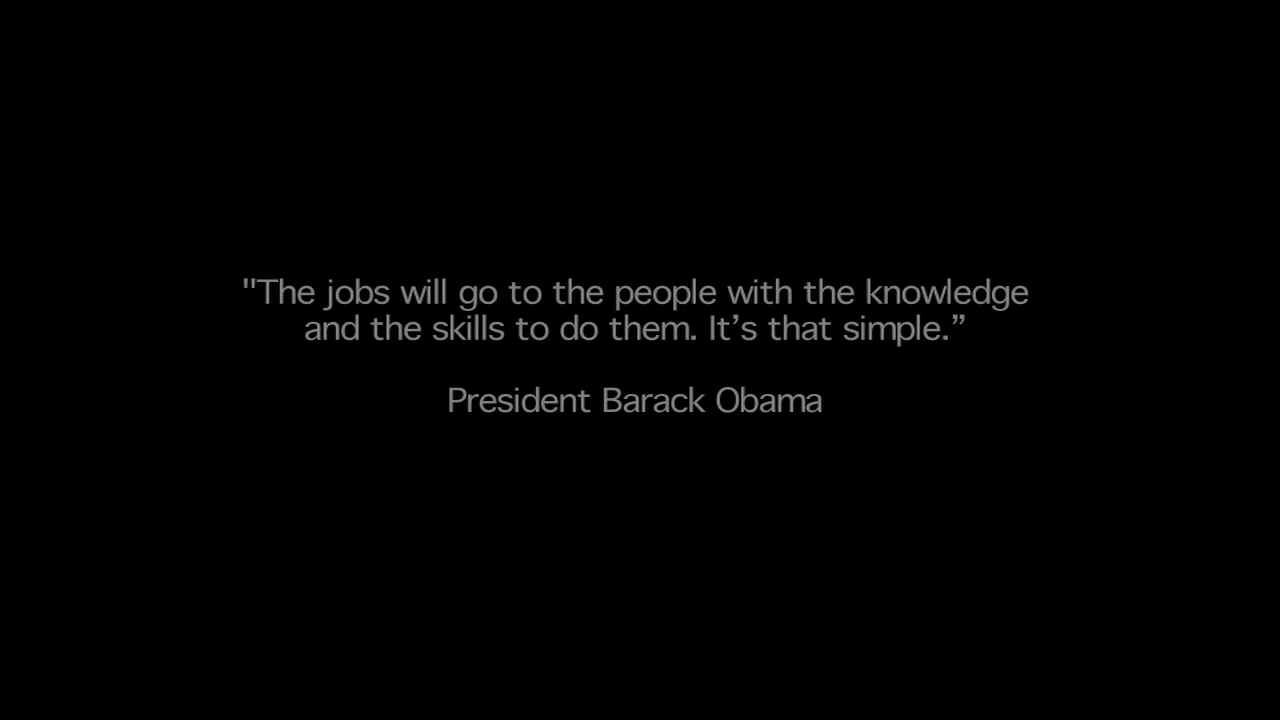 "The jobs will go to the people with the knowledge
and the skills to do them. It’s that simple.”
President Barack Obama